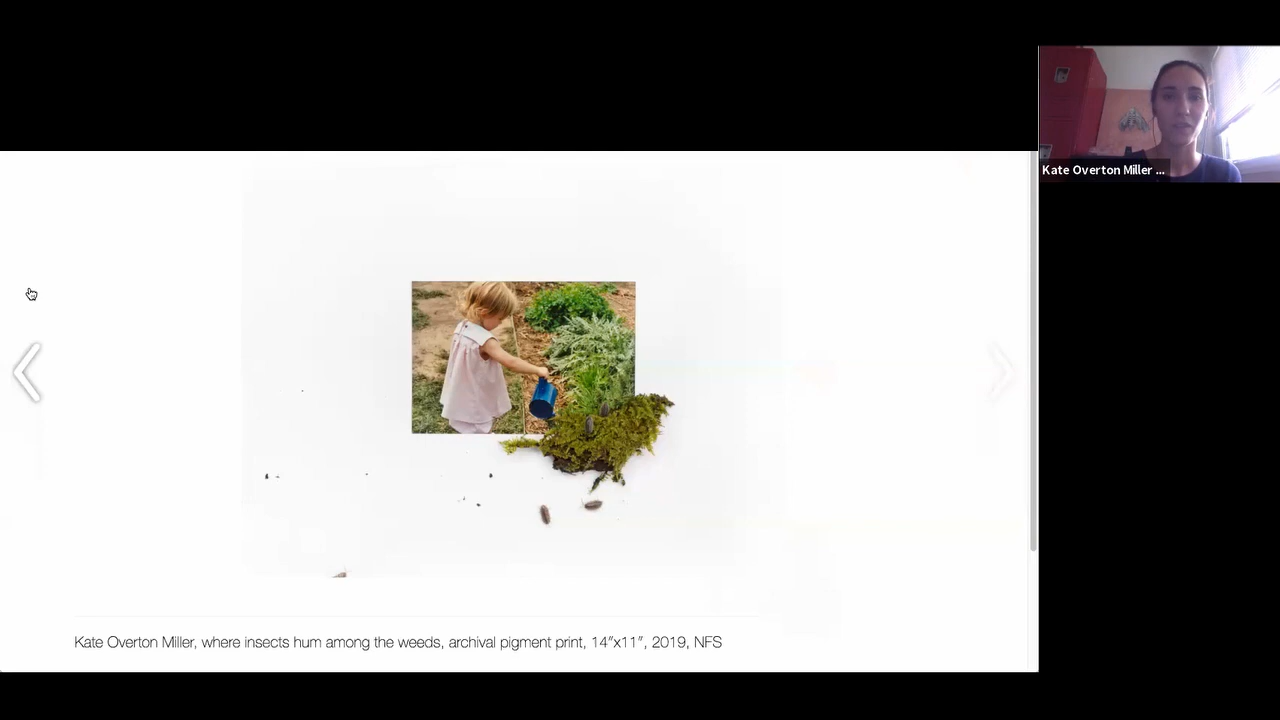 Kate Overton Miller ...
Kate Overton Miller, where insects hum among the weeds, archival pigment print, 14"x11", 2019, NFS